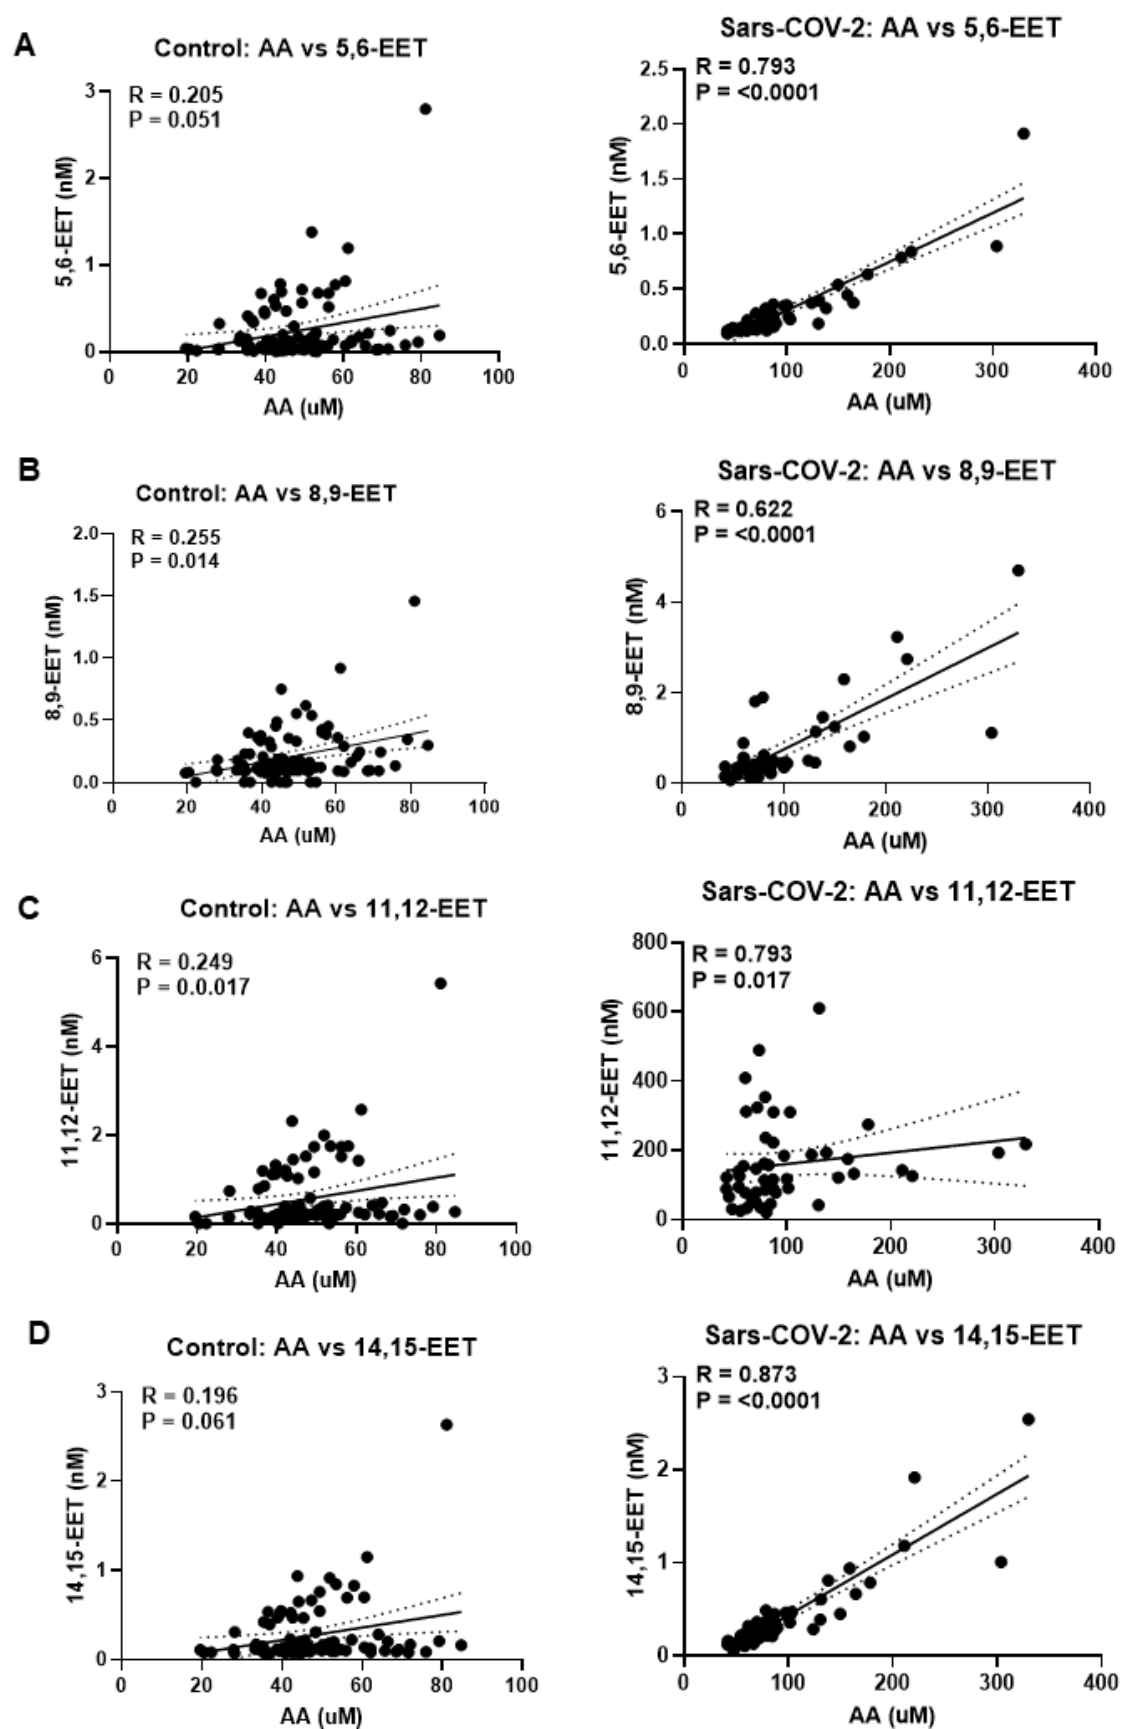 A
Control: AA vs 5,6-EET
R = 0.205
P = 0.051
5,6-EET (nM)
3
2
1
0
0 20 40 60 80 100
AA (uM)
Sars-COV-2: AA vs 5,6-EET
R = 0.793
P = <0.0001
5,6-EET (nM)
2.5
2.0
1.5
1.0
0.5
0.0
0 100 200 300 400
AA (uM)
B
Control: AA vs 8,9-EET
R = 0.255
P = 0.014
8,9-EET (nM)
2.0
1.5
1.0
0.5
0.0
0 20 40 60 80 100
AA (uM)
Sars-COV-2: AA vs 8,9-EET
R = 0.622
P = <0.0001
8,9-EET (nM)
6
4
2
0
0 100 200 300 400
AA (uM)
C
Control: AA vs 11,12-EET
R = 0.249
P = 0.0.017
11,12-EET (nM)
6
4
2
0
0 20 40 60 80 100
AA (uM)
Sars-COV-2: AA vs 11,12-EET
R = 0.793
P = 0.017
11,12-EET (nM)
800
600
400
200
0
0 100 200 300 400
AA (uM)
D
Control: AA vs 14,15-EET
R = 0.196
P = 0.061
14,15-EET (nM)
3
2
1
0
0 20 40 60 80 100
AA (uM)
Sars-COV-2: AA vs 14,15-EET
R = 0.873
P = <0.0001
14,15-EET (nM)
3
2
1
0
0 100 200 300 400
AA (uM)